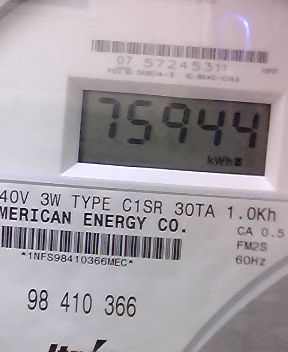 07 57245311
75944
kWh
40V 3W TYPE C1SR 30TA 1.0Kh
MERICAN ENERGY CO.
CA 0.5
FM2S
60Hz
*1NFS98410366MEC*
98 410 366